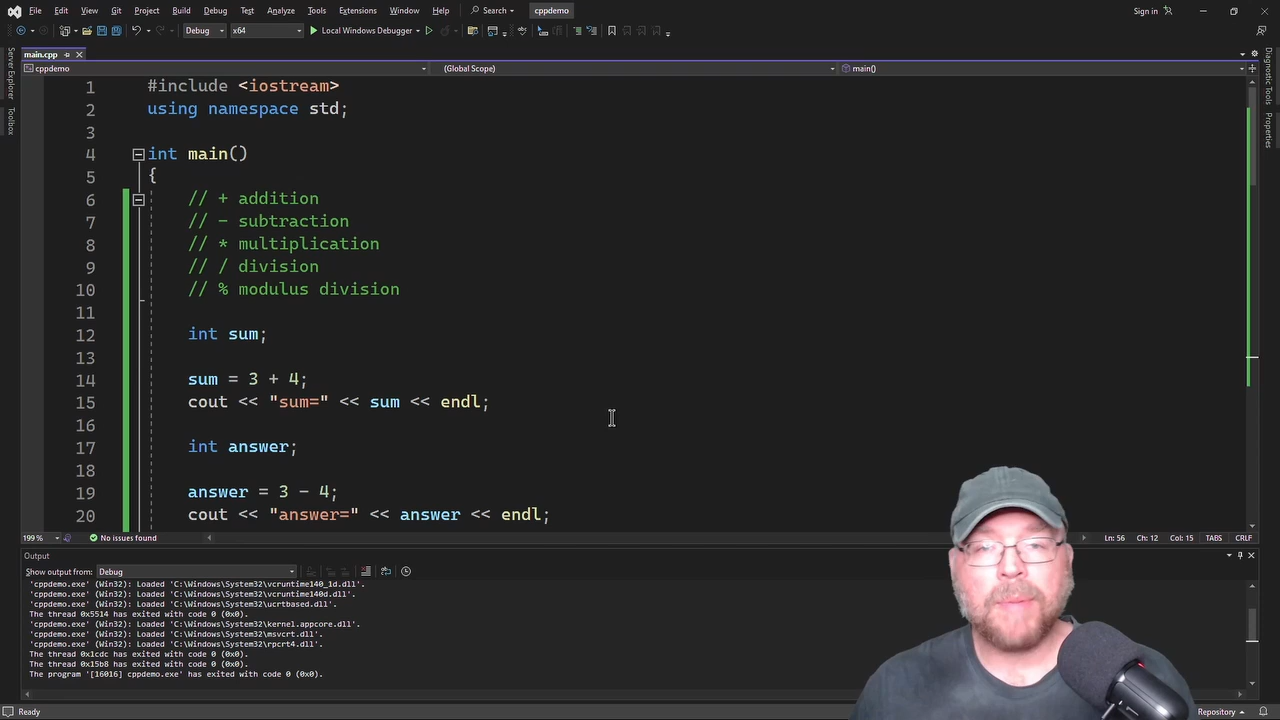 File Edit View Git Project Build Debug Test Analyze Tools Extensions Window Help Search cppdemo Sign in
Debug x64 Local Windows Debugger
main.cpp
cppdemo (Global Scope) main()
Server Explorer
Toolbox
Diagnostic Tools
Properties
1 #include <iostream>
2 using namespace std;
3
4 int main()
5 {
6 // + addition
7 // - subtraction
8 // * multiplication
9 // / division
10 // % modulus division
11
12 int sum;
13
14 sum = 3 + 4;
15 cout << "sum=" << sum << endl;
16
17 int answer;
18
19 answer = 3 - 4;
20 cout << "answer=" << answer << endl;
199 % No issues found Ln: 56 Ch: 12 Col: 15 TABS CRLF
Output
Show output from: Debug
'cppdemo.exe' (Win32): Loaded 'C:\Windows\System32\vcruntime140_1d.dll'.
'cppdemo.exe' (Win32): Loaded 'C:\Windows\System32\vcruntime140d.dll'.
'cppdemo.exe' (Win32): Loaded 'C:\Windows\System32\ucrtbased.dll'.
The thread 0x5514 has exited with code 0 (0x0).
'cppdemo.exe' (Win32): Loaded 'C:\Windows\System32\kernel.appcore.dll'.
'cppdemo.exe' (Win32): Loaded 'C:\Windows\System32\msvcrt.dll'.
'cppdemo.exe' (Win32): Loaded 'C:\Windows\System32\rpcrt4.dll'.
The thread 0x1cdc has exited with code 0 (0x0).
The thread 0x15b8 has exited with code 0 (0x0).
The program '[16016] cppdemo.exe' has exited with code 0 (0x0).
Ready Repository